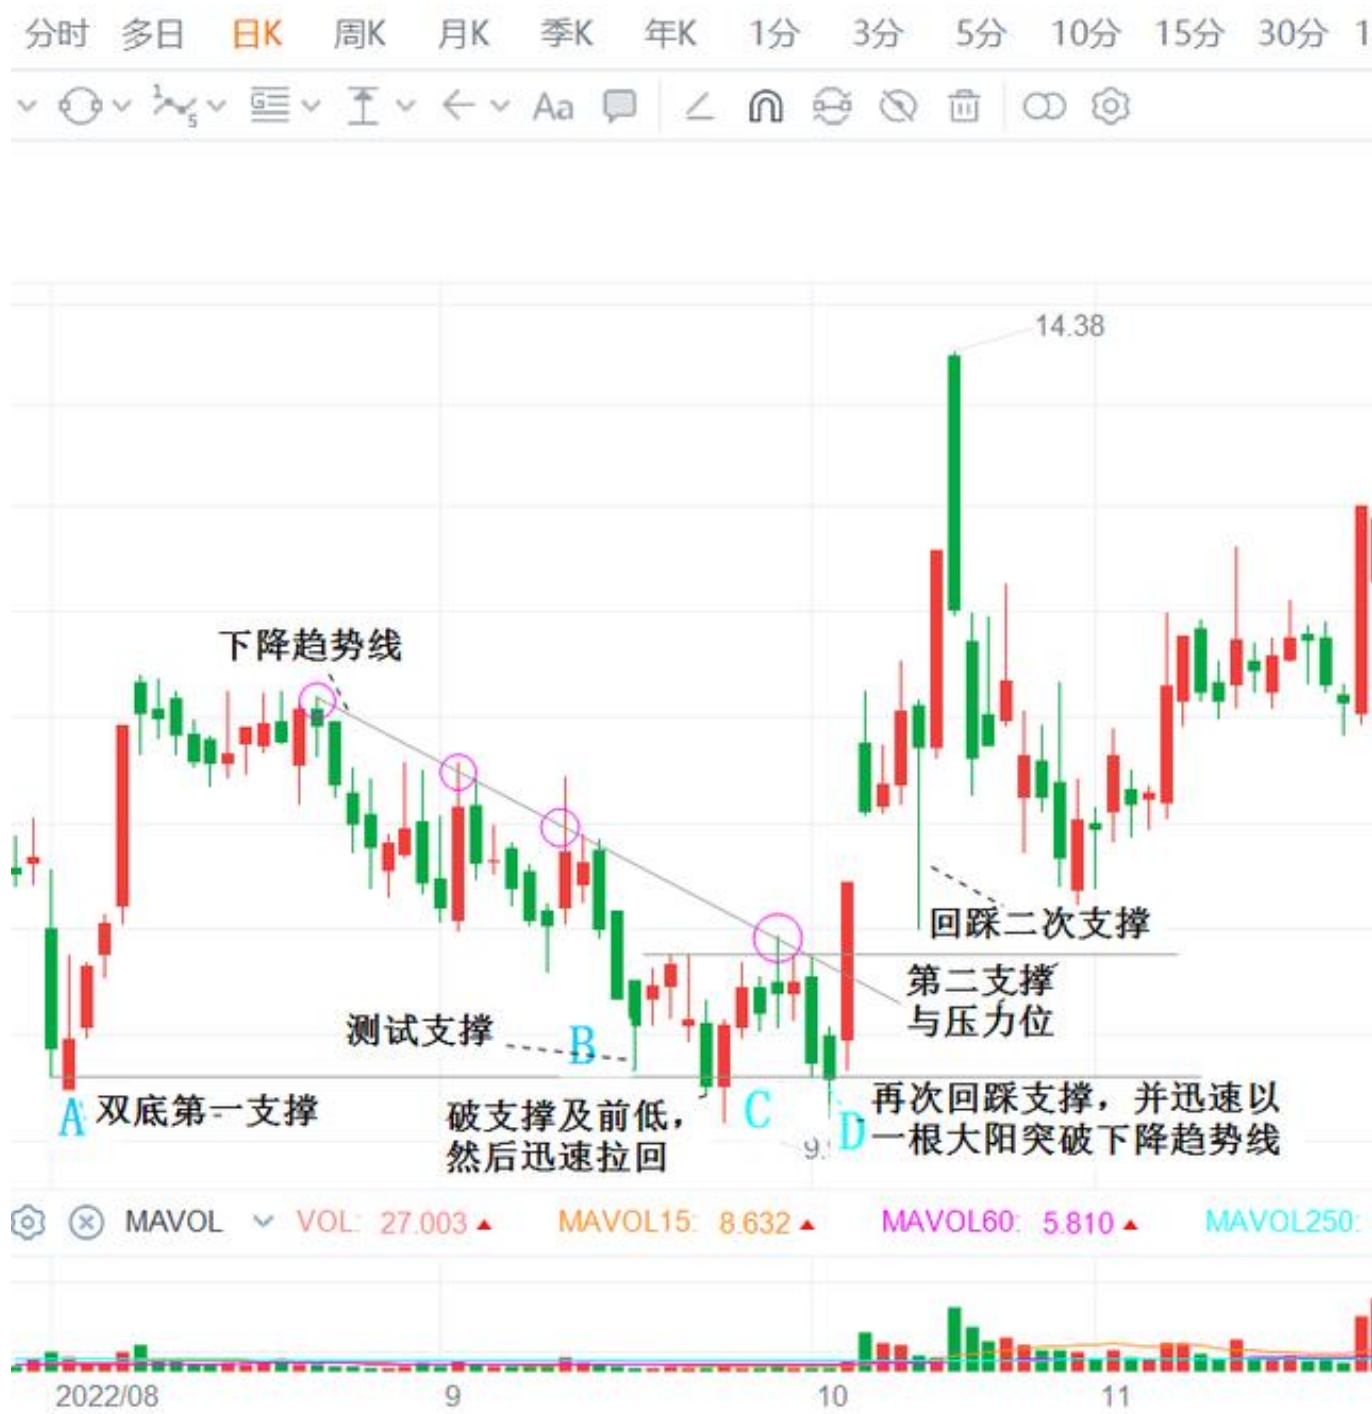 分时 多日 日K 周K 月K 季K 年K 1分 3分 5分 10分 15分 30分 1
Aa
14.38
下降趋势线
回踩二次支撑
第二支撑
与压力位
测试支撑
B
A
双底第一支撑
破支撑及前低，
然后迅速拉回
C
D
再次回踩支撑，并迅速以
一根大阳突破下降趋势线
9.
MAVOL VOL: 27.003 MAVOL15: 8.632 MAVOL60: 5.810 MAVOL250:
2022/08 9 10 11